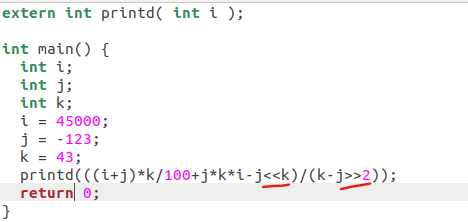 extern int printd( int i );
int main() {
int i;
int j;
int k;
i = 45000;
j = -123;
k = 43;
printd(((i+j)*k/100+j*k*i-j<<k)/(k-j>>2));
return 0;
}